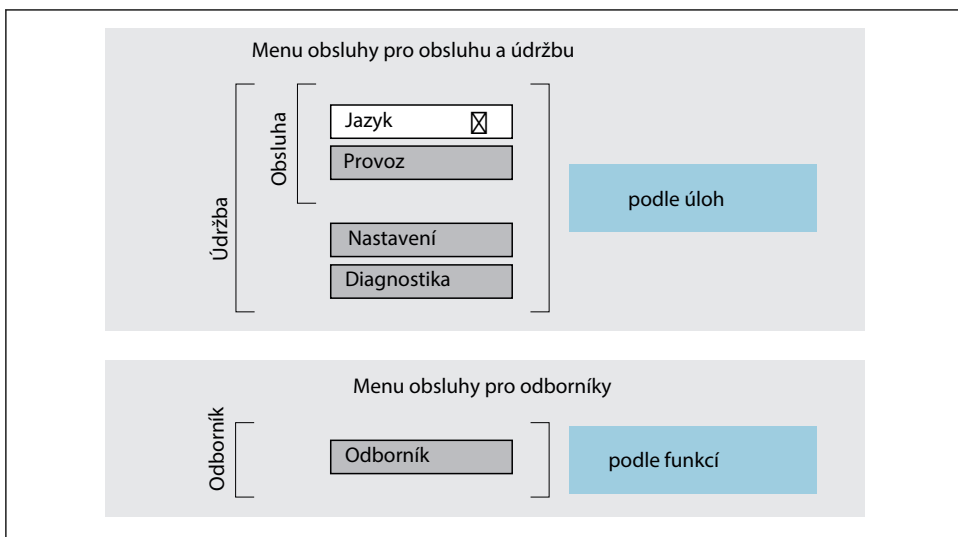 Menu obsluhy pro obsluhu a údržbu
Údržba
Obsluha
Jazyk
Provoz
Nastavení
Diagnostika
podle úloh
Menu obsluhy pro odborníky
Odborník
Odborník
podle funkcí